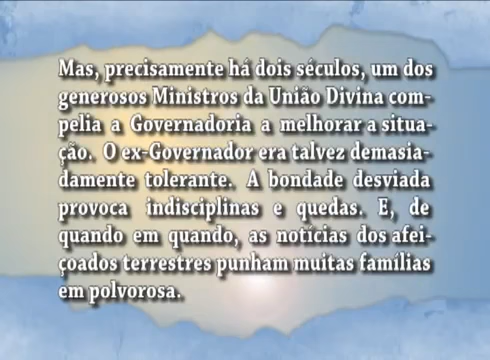 Mas, precisamente há dois séculos, um dos
generosos Ministros da União Divina com-
pelia a Governadoria a melhorar a situa-
ção. O ex-Governador era talvez demasia-
damente tolerante. A bondade desviada
provoca indisciplinas e quedas. E, de
quando em quando, as notícias dos afei-
çoados terrestres punham muitas famílias
em polvorosa.